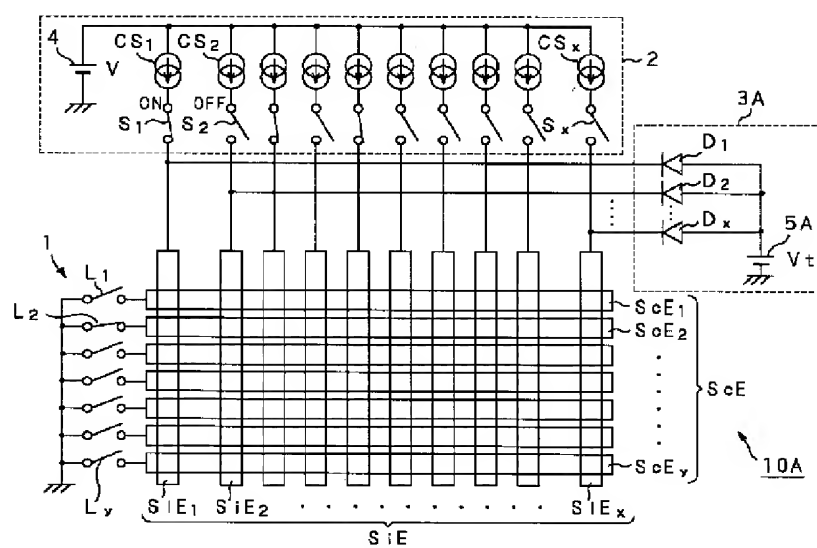 4
V
CS1
CS2
CSx
2
ON
OFF
S1
S2
Sx
3A
D1
D2
Dx
5A
Vt
1
L1
L2
Ly
ScE1
ScE2
ScE
ScEy
10A
SiE1
SiE2
SiEx
SiE